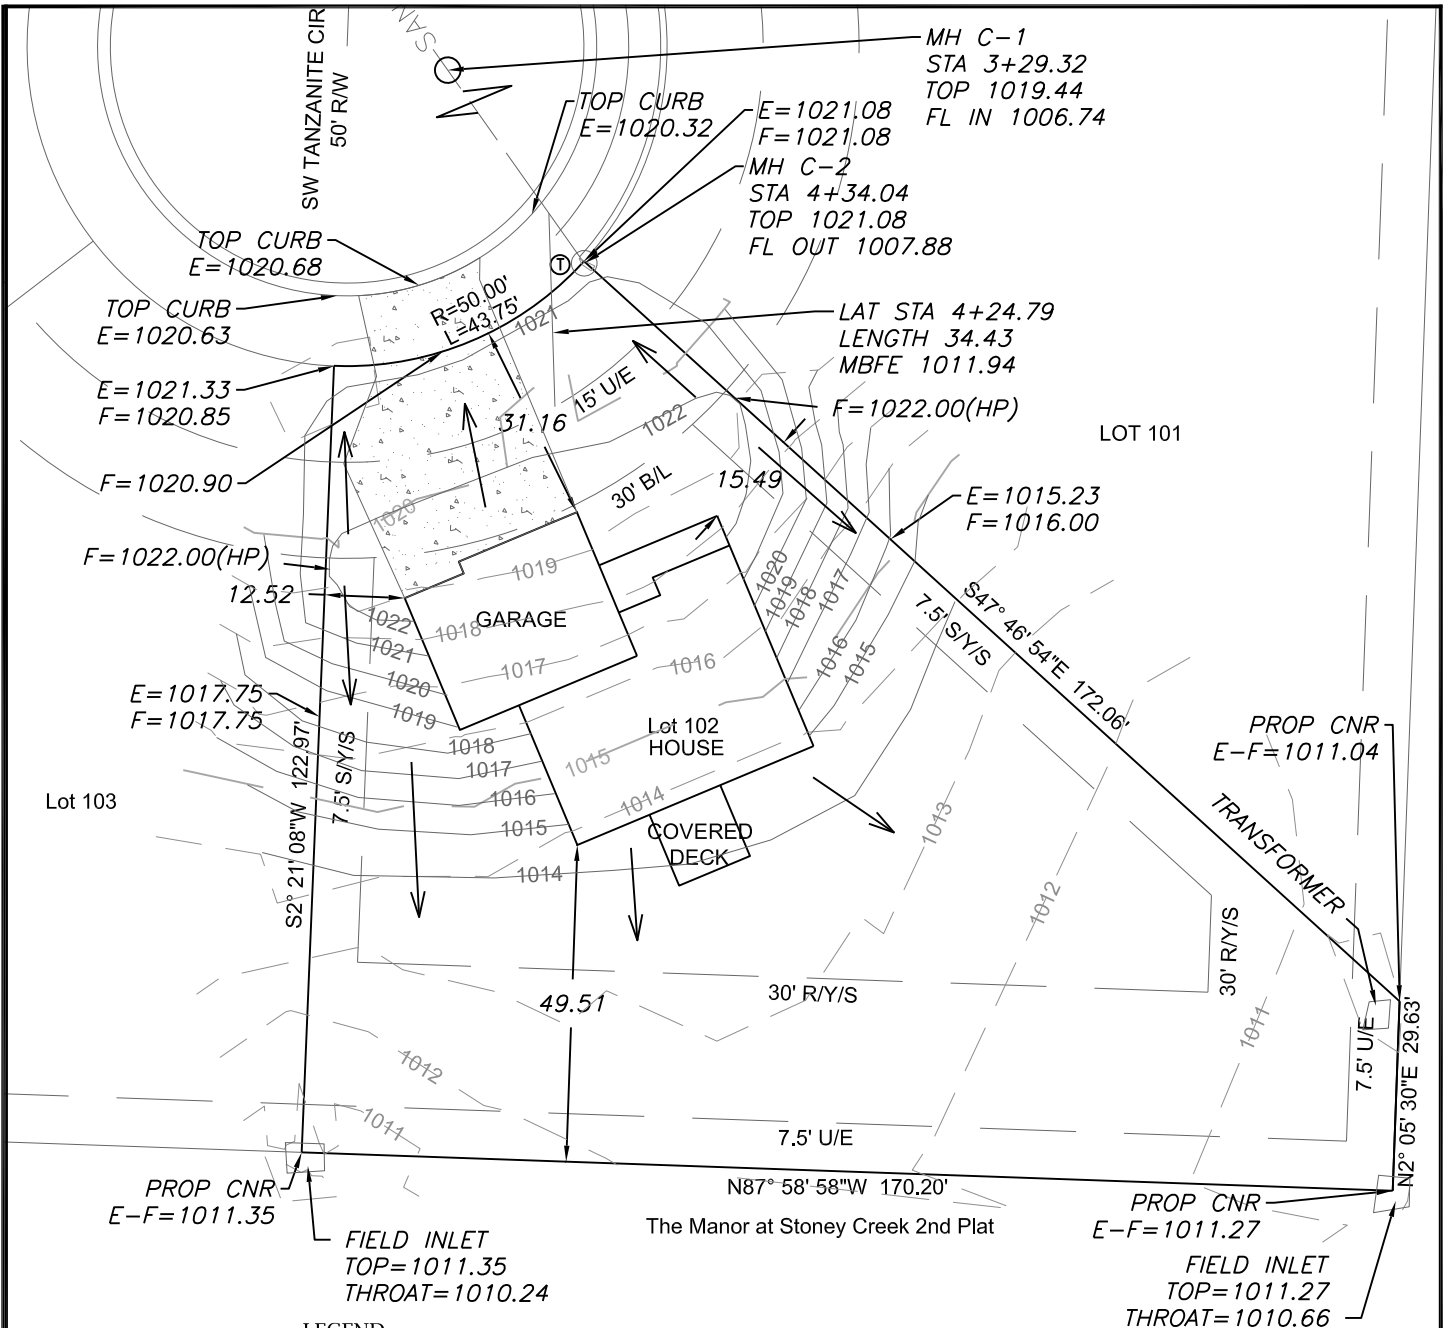 SW TANZANITE CIR
50' R/W
SAN
MH C-1
STA 3+29.32
TOP 1019.44
FL IN 1006.74
TOP CURB
E=1020.32
E=1021.08
F=1021.08
MH C-2
STA 4+34.04
TOP 1021.08
FL OUT 1007.88
TOP CURB
E=1020.68
T
TOP CURB
E=1020.63
R=50.00'
L=43.75'
1021
LAT STA 4+24.79
LENGTH 34.43
MBFE 1011.94
E=1021.33
F=1020.85
15' U/E
F=1022.00(HP)
31.16
1022
LOT 101
F=1020.90
30' B/L
15.49
E=1015.23
F=1016.00
1020
F=1022.00(HP)
12.52
1019
1020
1019
1018
1017
1016
1015
GARAGE
1022
1018
1021
1017
1016
1020
1019
S47° 46' 54"E 172.06'
7.5' S/Y/S
E=1017.75
F=1017.75
Lot 102
HOUSE
1018
1017
1015
1016
1014
1015
1014
PROP CNR
E-F=1011.04
Lot 103
S2° 21' 08"W 122.97'
7.5' S/Y/S
COVERED
DECK
1013
TRANSFORMER
1012
30' R/Y/S
30' R/Y/S
49.51
1011
7.5' U/E
N2° 05' 30"E 29.63'
1012
1011
7.5' U/E
N87° 58' 58"W 170.20'
The Manor at Stoney Creek 2nd Plat
PROP CNR
E-F=1011.35
FIELD INLET
TOP=1011.35
THROAT=1010.24
PROP CNR
E-F=1011.27
FIELD INLET
TOP=1011.27
THROAT=1010.66
LEGEND